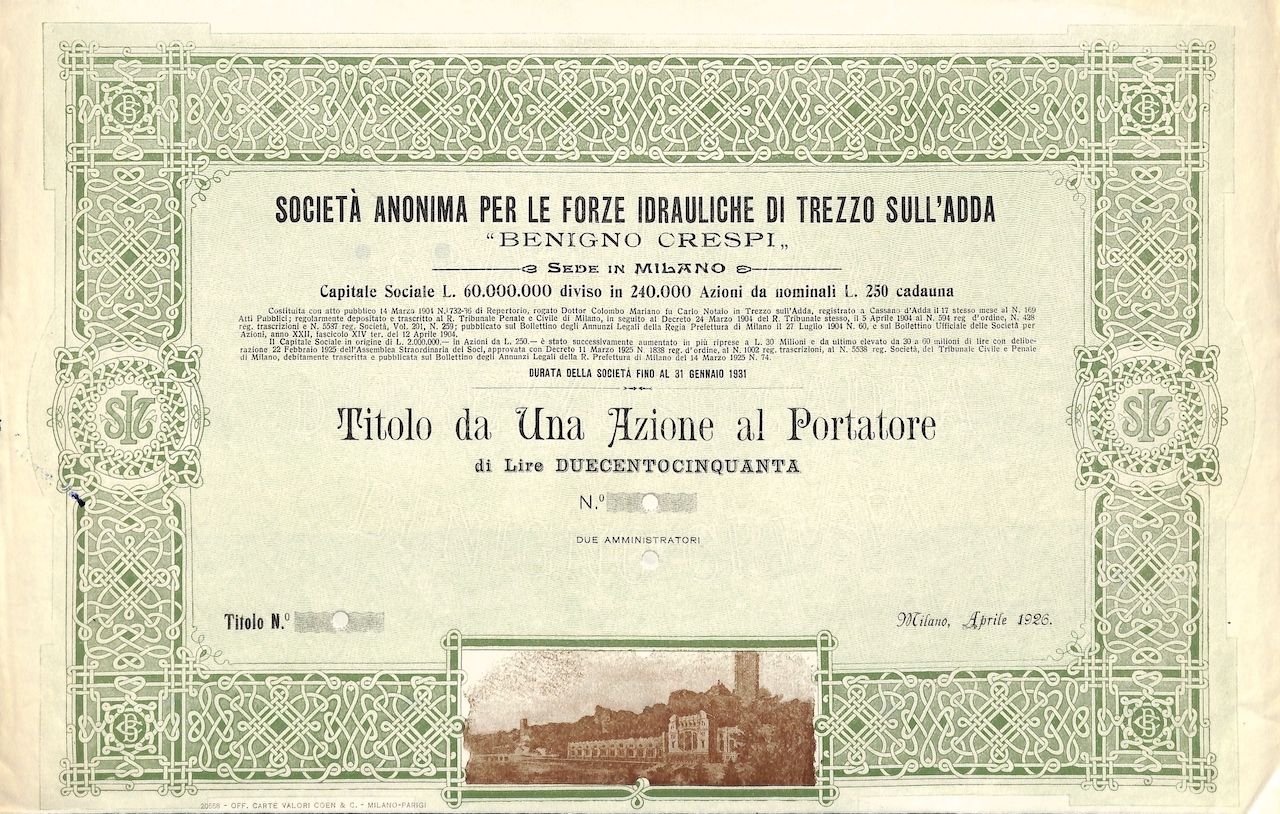 SOCIETÀ ANONIMA PER LE FORZE IDRAULICHE DI TREZZO SULL'ADDA
“BENIGNO CRESPI„
SEDE IN MILANO
Capitale Sociale L. 60.000.000 diviso in 240.000 Azioni da nominali L. 250 cadauna
Costituita con atto pubblico 14 Marzo 1904 N.i 732-36 di Repertorio, rogato Dottor Colombo Mariano fu Carlo Notaio in Trezzo sull'Adda, registrato a Cassano d'Adda il 17 stesso mese al N. 169
Atti Pubblici; regolarmente depositato e trascritto al R. Tribunale Penale e Civile di Milano, in seguito al Decreto 24 Marzo 1904 del R. Tribunale stesso, il 5 Aprile 1904 al N. 594 reg. d'ordine, N. 428
reg. trascrizioni e N. 5537 reg. Società, Vol. 201, N. 259; pubblicato sul Bollettino degli Annunzi Legali della Regia Prefettura di Milano il 27 Luglio 1904 N. 60, e sul Bollettino Ufficiale delle Società per
Azioni, anno XXII, fascicolo XIV ter. del 12 Aprile 1904.
Il Capitale Sociale in origine di L. 2.000.000.— in Azioni da L. 250.— è stato successivamente aumentato in più riprese a L. 30 Milioni e da ultimo elevato da 30 a 60 milioni di lire con delibe-
razione 22 Febbraio 1925 dell'Assemblea Straordinaria dei Soci, approvata con Decreto 11 Marzo 1925 N. 1838 reg. d'ordine, al N. 1002 reg. trascrizioni, al N. 5538 reg. Società, del Tribunale Civile e Penale
di Milano, debitamente trascritta e pubblicata sul Bollettino degli Annunzi Legali della R. Prefettura di Milano del 14 Marzo 1925 N. 74.
DURATA DELLA SOCIETÀ FINO AL 31 GENNAIO 1931
Titolo da Una Azione al Portatore
di Lire DUECENTOCINQUANTA
N.º
DUE AMMINISTRATORI
Titolo N.º
Milano, Aprile 1926.
20558 - OFF. CARTE VALORI COEN & C. - MILANO-PARIGI